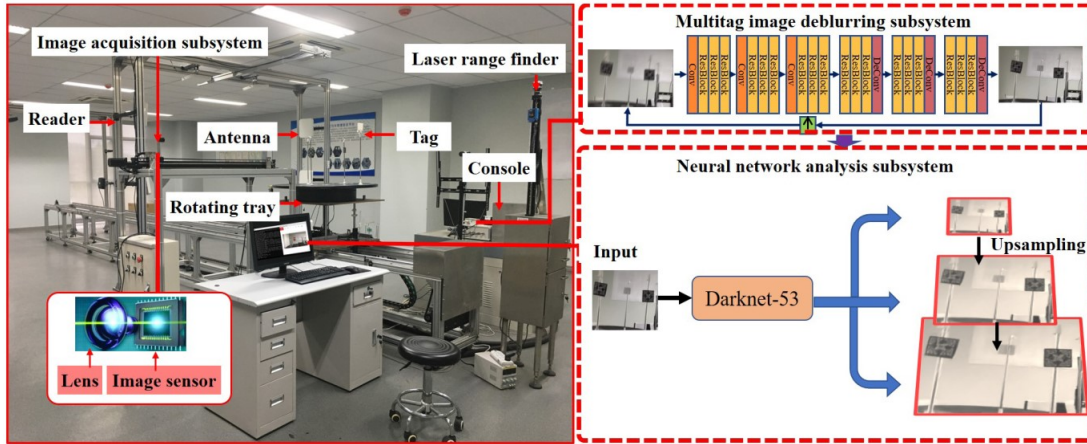 Image acquisition subsystem
Laser range finder
Reader
Antenna
Tag
Console
Rotating tray
Lens
Image sensor
Multitag image deblurring subsystem
Conv
ResBlock
ResBlock
ResBlock
Conv
ResBlock
ResBlock
ResBlock
Conv
ResBlock
ResBlock
ResBlock
ResBlock
ResBlock
ResBlock
DeConv
ResBlock
ResBlock
ResBlock
DeConv
ResBlock
ResBlock
ResBlock
DeConv
Neural network analysis subsystem
Input
Darknet-53
Upsampling